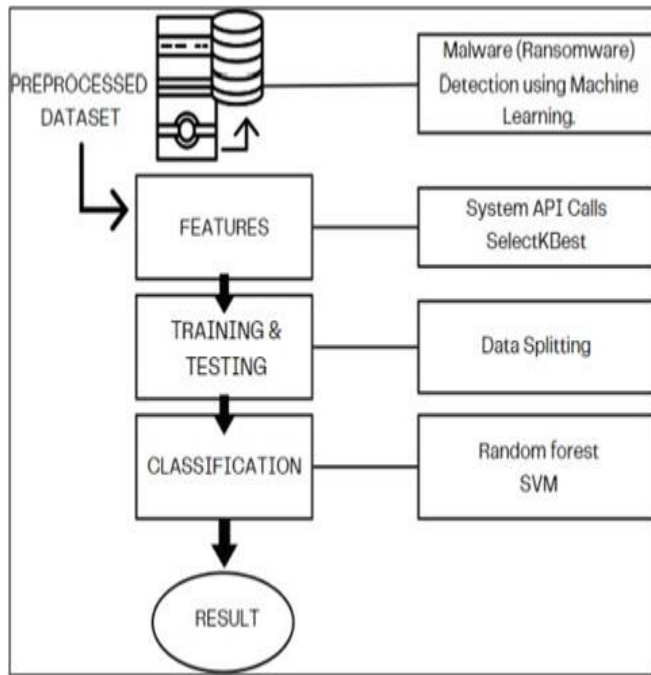 PREPROCESSED
DATASET
Malware (Ransomware)
Detection using Machine
Learning.
FEATURES
System API Calls
SelectKBest
TRAINING &
TESTING
Data Splitting
CLASSIFICATION
Random forest
SVM
RESULT